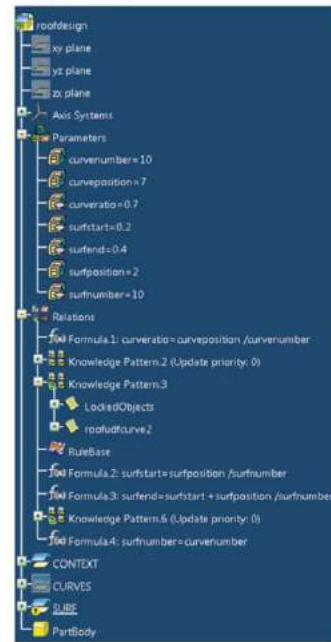 roofdesign
xy plane
yz plane
zx plane
Axis Systems
Parameters
curvenumber=10
curveposition=7
curveratio=0.7
surfstart=0.2
surfend=0.4
surfposition=2
surfnumber=10
Relations
f(x) Formula.1: curveratio=curveposition /curvenumber
Knowledge Pattern.2 (Update priority: 0)
Knowledge Pattern.3
LockedObjects
roofudfcurve2
RuleBase
f(x) Formula.2: surfstart=surfposition /surfnumber
f(x) Formula.3: surfend=surfstart +surfposition /surfnumber
Knowledge Pattern.6 (Update priority: 0)
f(x) Formula.4: surfnumber=curvenumber
CONTEXT
CURVES
SURF
PartBody